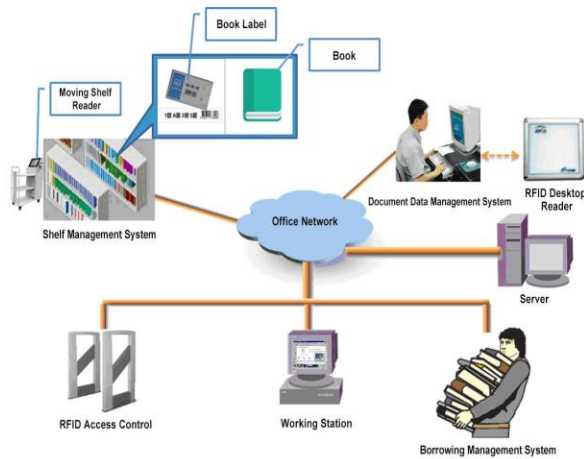 Book Label
Book
Moving Shelf
Reader
Shelf Management System
Office Network
Document Data Management System
RFID Desktop
Reader
Server
RFID Access Control
Working Station
Borrowing Management System